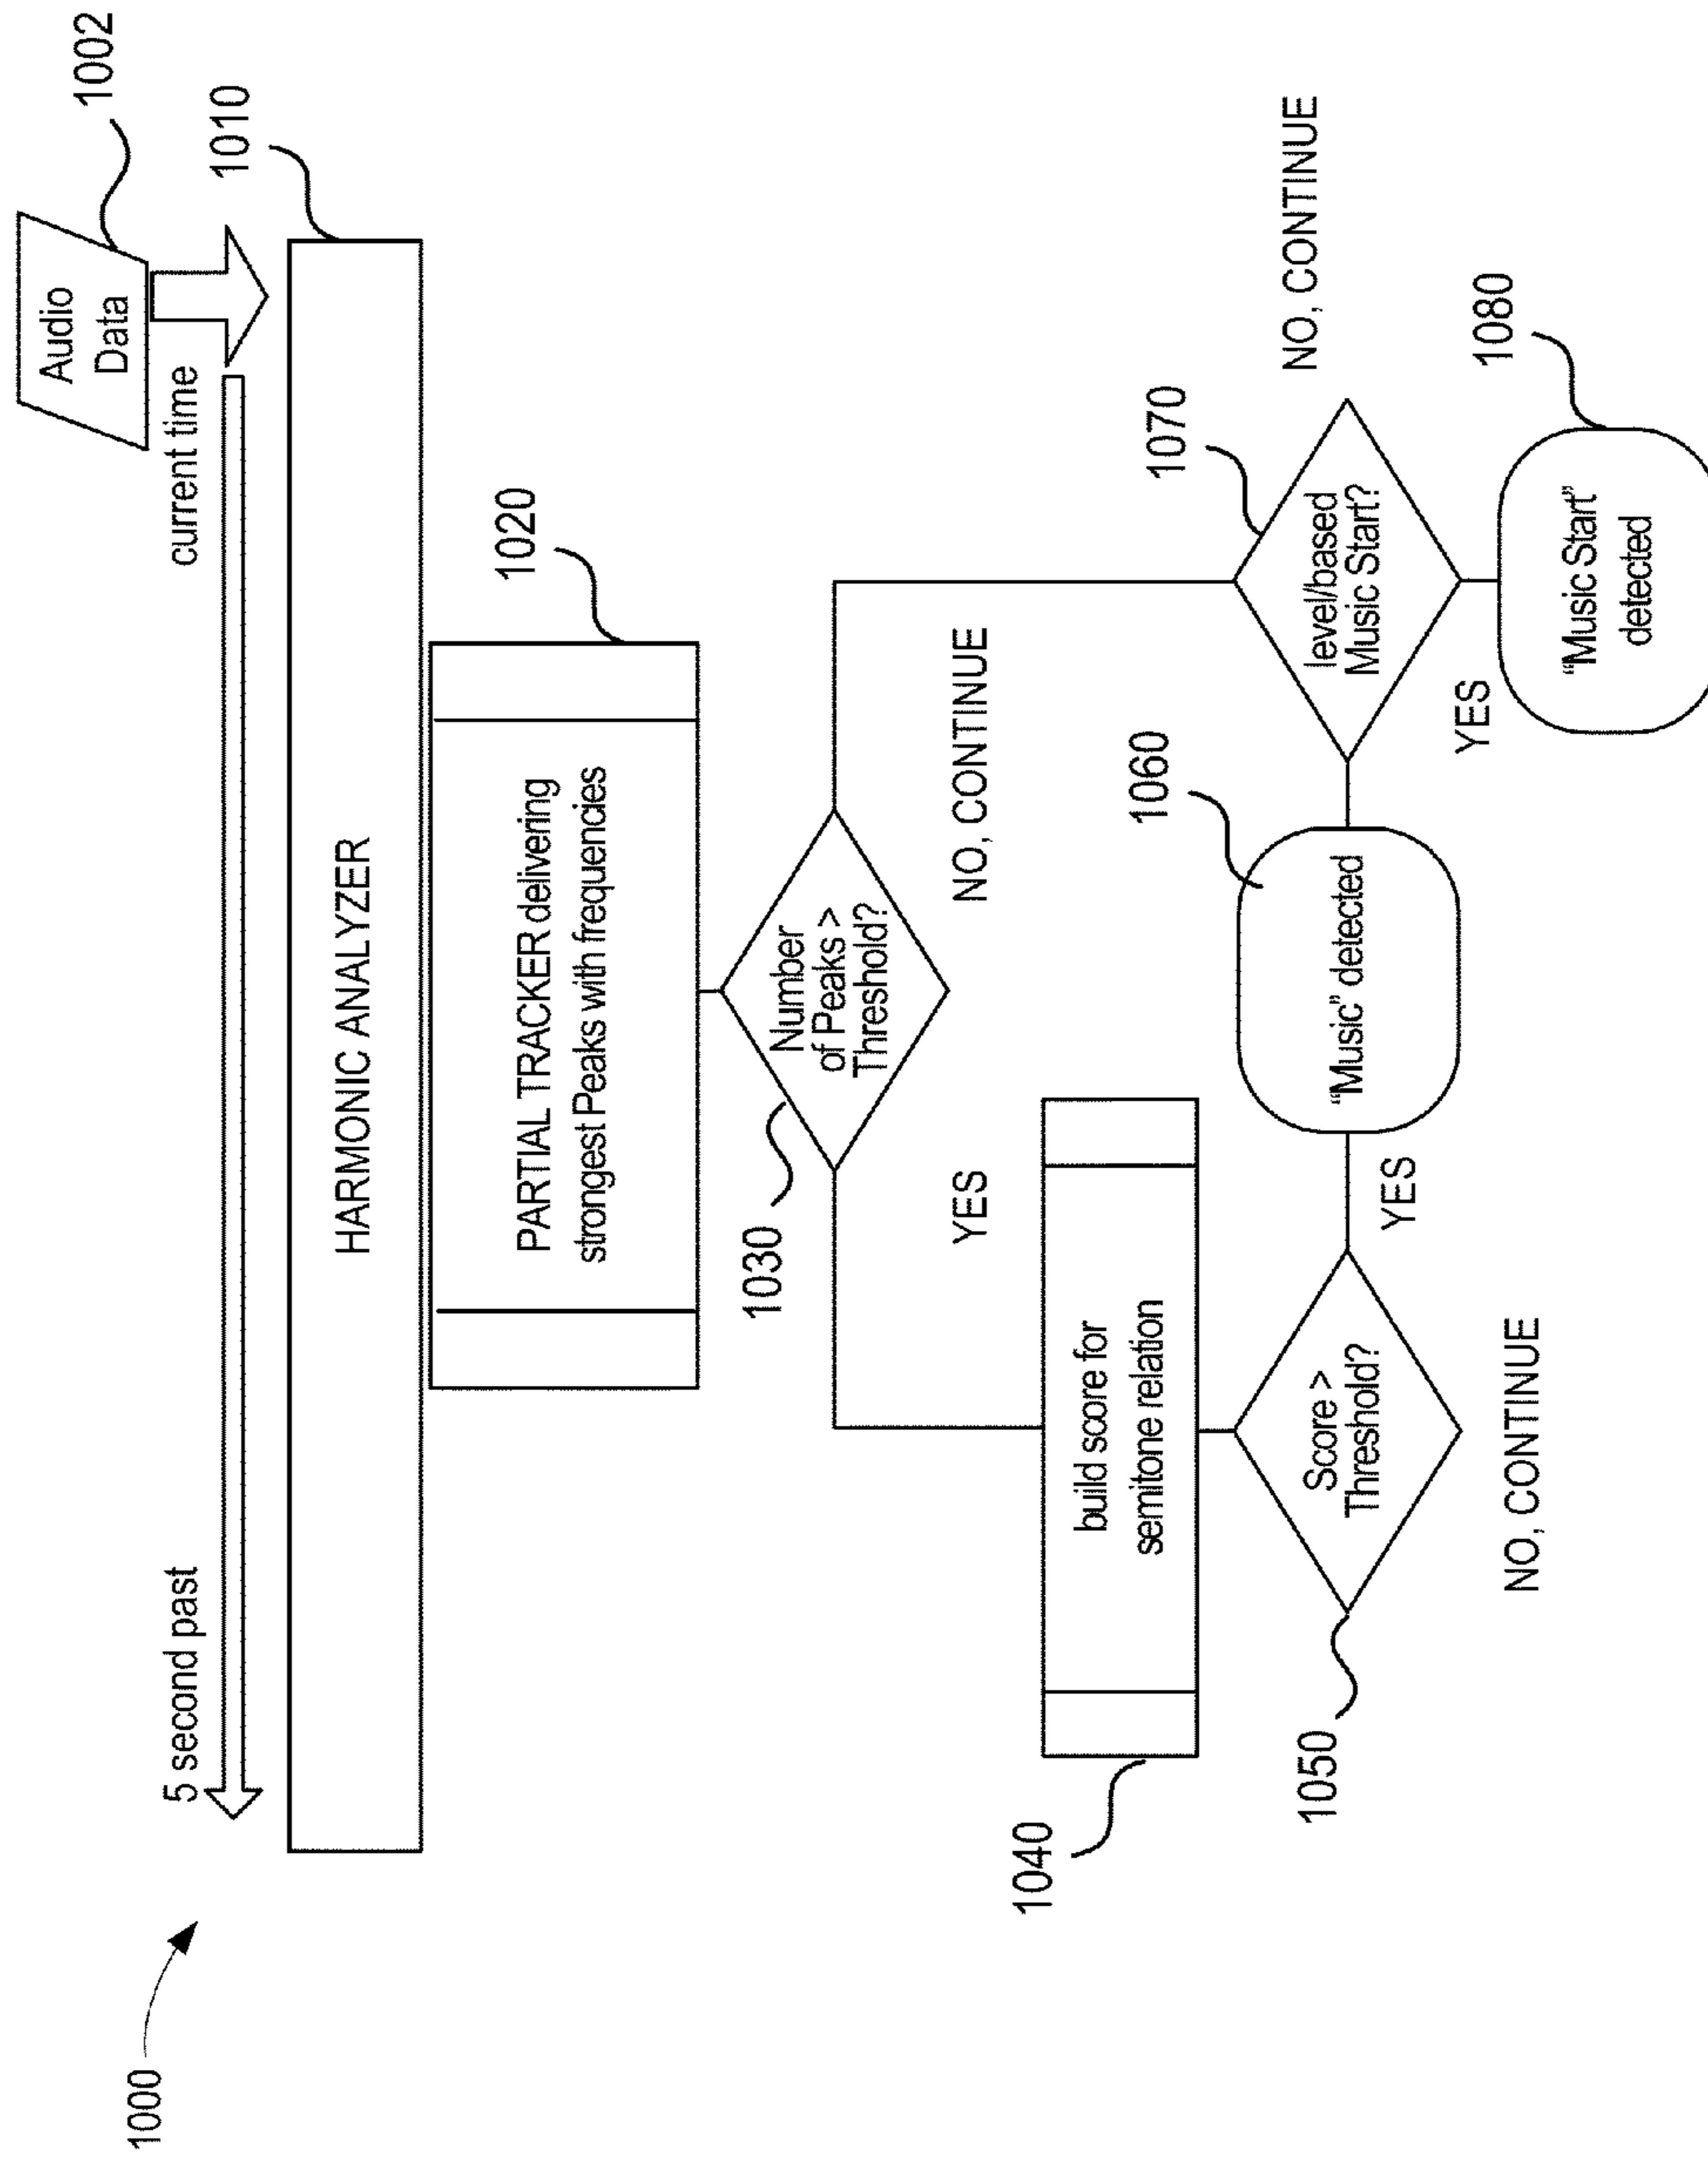 1000
5 second past
current time
Audio
Data
1002
1010
HARMONIC ANALYZER
1020
PARTIAL TRACKER delivering
strongest Peaks with frequencies
1030
Number
of Peaks >
Threshold?
YES
NO, CONTINUE
1040
build score for
semitone relation
1050
Score >
Threshold?
YES
NO, CONTINUE
1060
"Music" detected
1070
level/based
Music Start?
NO, CONTINUE
YES
1080
"Music Start"
detected